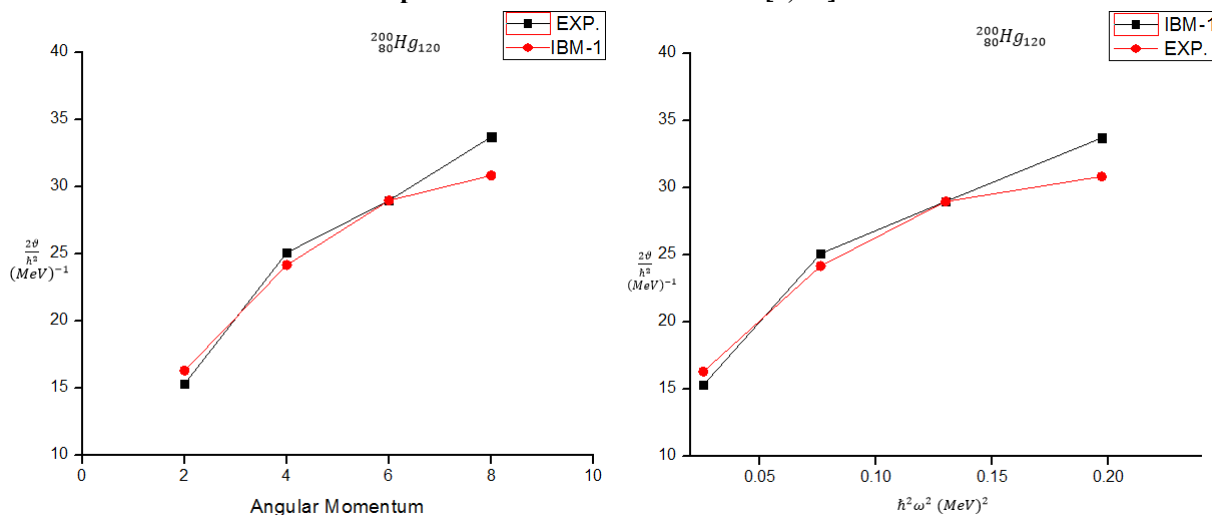 EXP.
IBM-1
²⁰⁰₈₀Hg₁₂₀
40
35
30
25
20
15
10
2ϑ/ħ²
(MeV)⁻¹
0 2 4 6 8 10
Angular Momentum
IBM-1
EXP.
²⁰⁰₈₀Hg₁₂₀
40
35
30
25
20
15
10
2ϑ/ħ²
(MeV)⁻¹
0.05 0.10 0.15 0.20
ħ²ω² (MeV)²